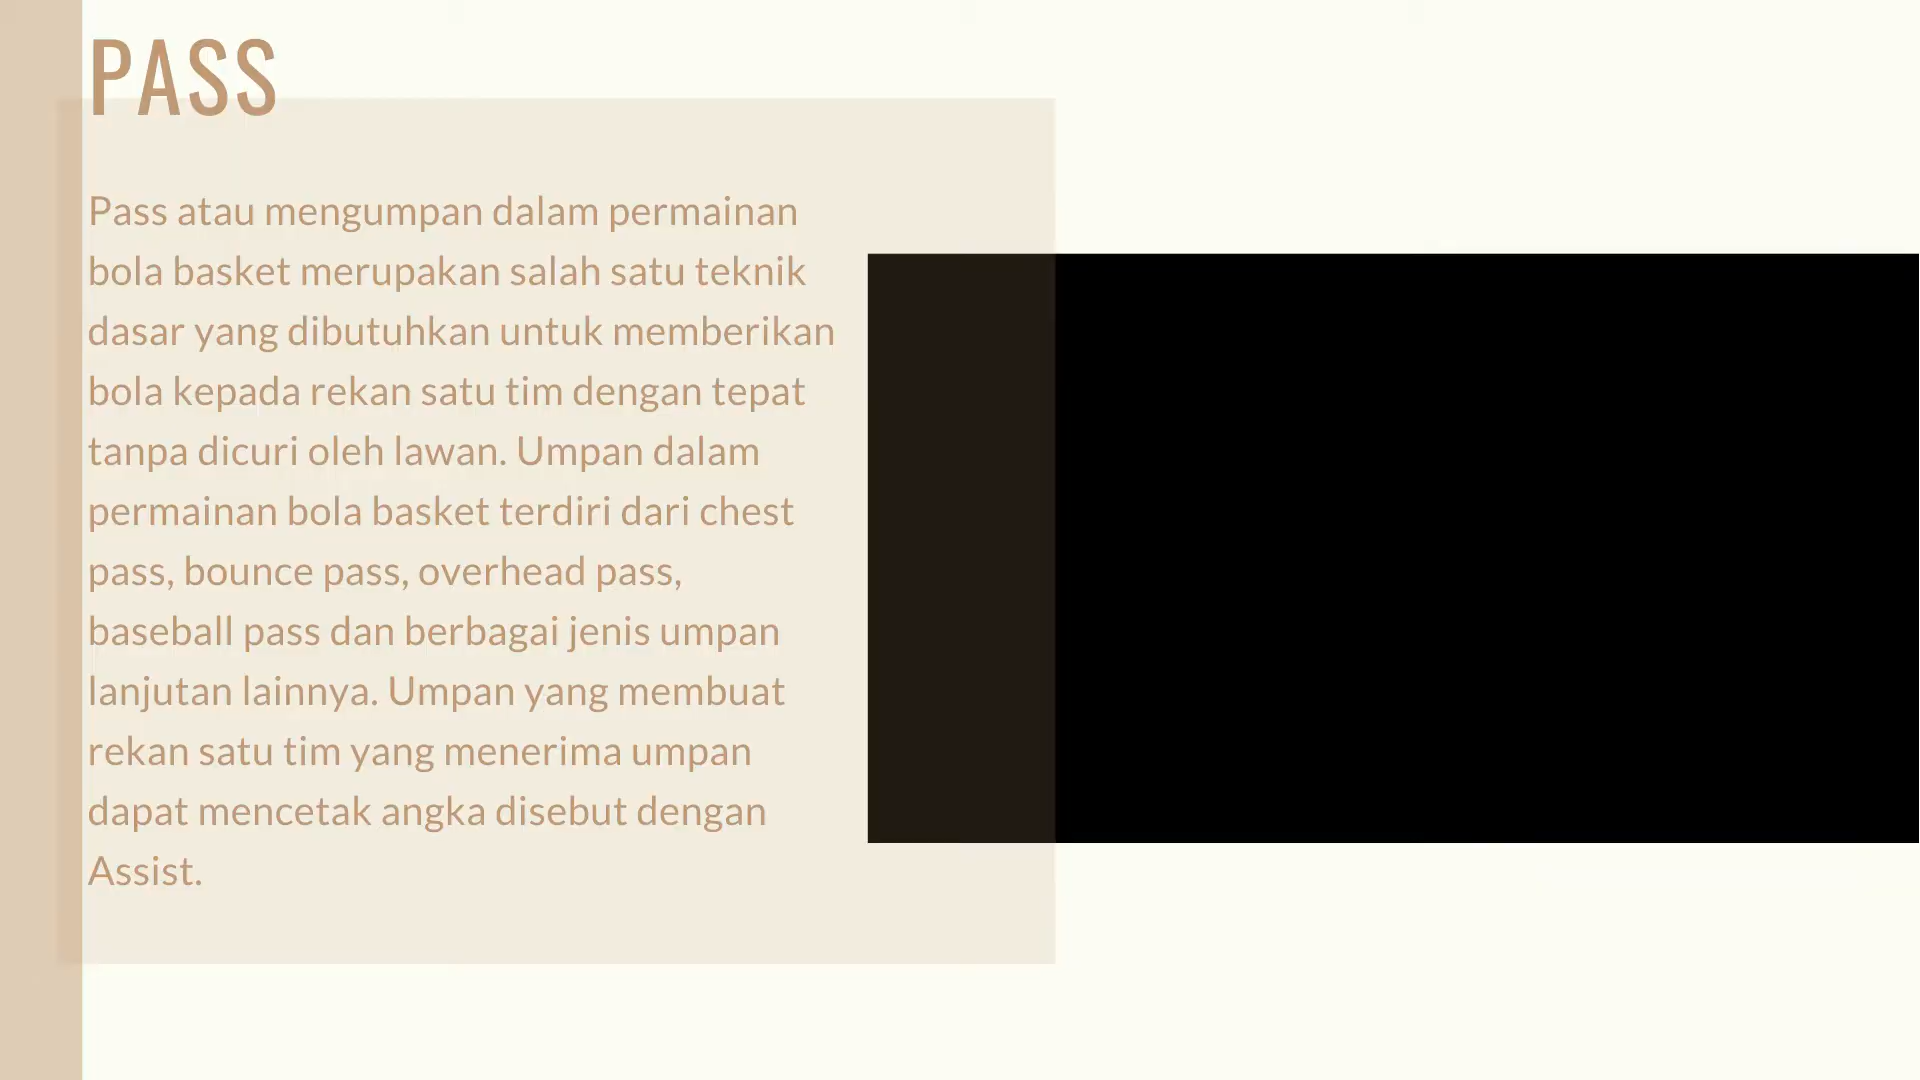 PASS
Pass atau mengumpan dalam permainan
bola basket merupakan salah satu teknik
dasar yang dibutuhkan untuk memberikan
bola kepada rekan satu tim dengan tepat
tanpa dicuri oleh lawan. Umpan dalam
permainan bola basket terdiri dari chest
pass, bounce pass, overhead pass,
baseball pass dan berbagai jenis umpan
lanjutan lainnya. Umpan yang membuat
rekan satu tim yang menerima umpan
dapat mencetak angka disebut dengan
Assist.